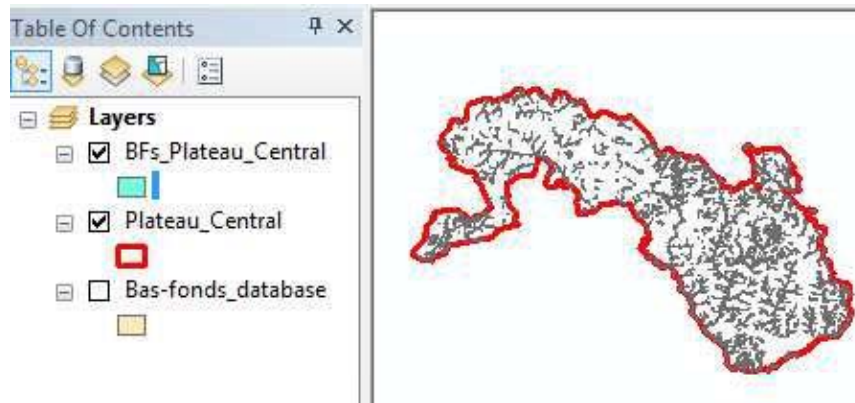 Table Of Contents
Layers
BFs_Plateau_Central
Plateau_Central
Bas-fonds_database